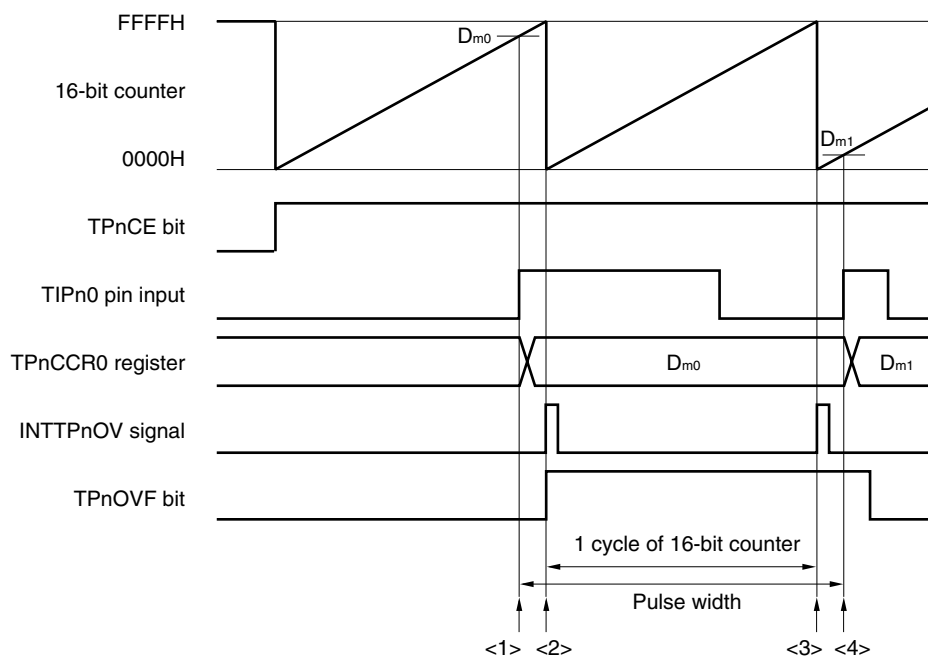 FFFFH
Dm0
16-bit counter
Dm1
0000H
TPnCE bit
TIPn0 pin input
TPnCCR0 register
Dm0
Dm1
INTTPnOV signal
TPnOVF bit
1 cycle of 16-bit counter
Pulse width
<1> <2> <3> <4>